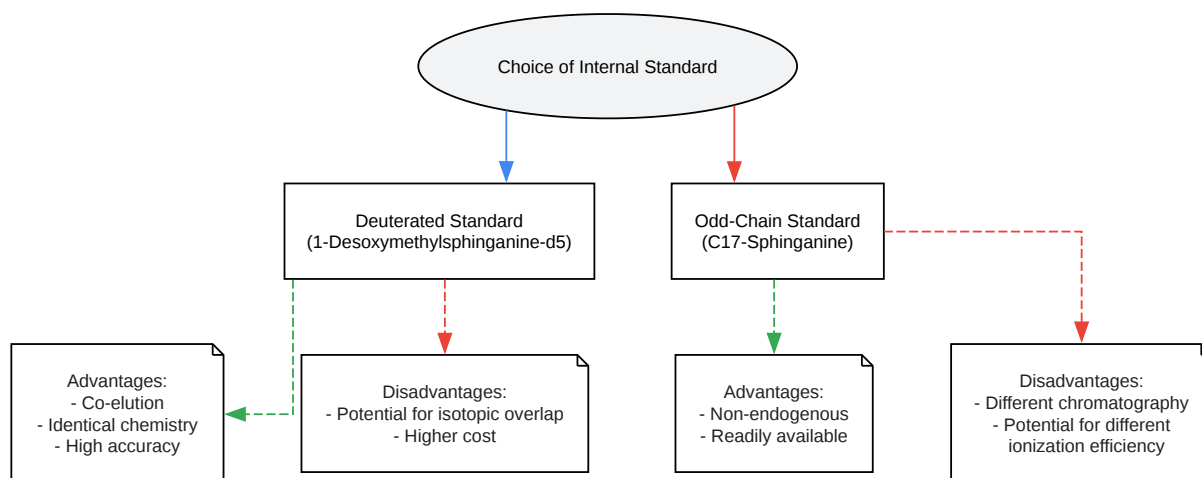 Choice of Internal Standard
Deuterated Standard
(1-Desoxymethylsphinganine-d5)
Odd-Chain Standard
(C17-Sphinganine)
Advantages:
- Co-elution
- Identical chemistry
- High accuracy
Disadvantages:
- Potential for isotopic overlap
- Higher cost
Advantages:
- Non-endogenous
- Readily available
Disadvantages:
- Different chromatography
- Potential for different
ionization efficiency